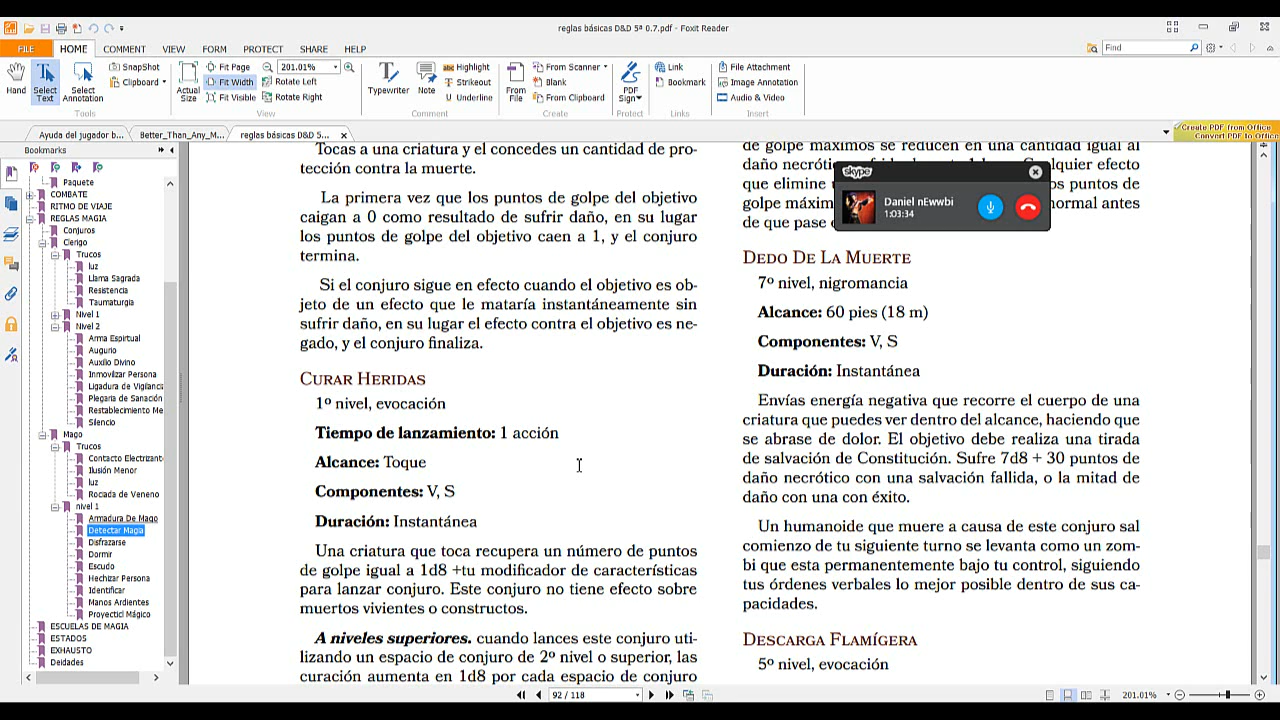 reglas básicas D&D 5ª 0.7.pdf - Foxit Reader
FILE HOME COMMENT VIEW FORM PROTECT SHARE HELP
Find
Hand
Select Text
Select Annotation
SnapShot
Clipboard
Tools
Actual Size
Fit Page
Fit Width
Fit Visible
201.01%
Rotate Left
Rotate Right
View
Typewriter
Note
Highlight
Strikeout
Underline
Comment
From File
From Scanner
Blank
From Clipboard
Create
PDF Sign
Protect
Link
Bookmark
Links
File Attachment
Image Annotation
Audio & Video
Insert
Ayuda del jugador b...
Better_Than_Any_M...
reglas básicas D&D 5...
Create PDF from Office
Convert PDF to Office
Bookmarks
Paquete
COMBATE
RITMO DE VIAJE
REGLAS MAGIA
Conjuros
Clerigo
Trucos
luz
Llama Sagrada
Resistencia
Taumaturgia
Nivel 1
Nivel 2
Arma Espirtual
Augurio
Auxilio Divino
Inmovilizar Persona
Ligadura de Vigilanci
Plegaria de Sanación
Restablecimiento Me
Silencio
Mago
Trucos
Contacto Electrizant
Ilusión Menor
luz
Rocada de Veneno
nivel 1
Armadura De Mago
Detectar Magia
Disfrazarse
Dormir
Escudo
Hechizar Persona
Identificar
Manos Ardientes
Proyecticl Mágico
ESCUELAS DE MAGIA
ESTADOS
EXHAUSTO
Deidades
Tocas a una criatura y el concedes un cantidad de pro-
tección contra la muerte.
La primera vez que los puntos de golpe del objetivo
caigan a 0 como resultado de sufrir daño, en su lugar
los puntos de golpe del objetivo caen a 1, y el conjuro
termina.
Si el conjuro sigue en efecto cuando el objetivo es ob-
jeto de un efecto que le mataría instantáneamente sin
sufrir daño, en su lugar el efecto contra el objetivo es ne-
gado, y el conjuro finaliza.
CURAR HERIDAS
1º nivel, evocación
Tiempo de lanzamiento: 1 acción
Alcance: Toque
Componentes: V, S
Duración: Instantánea
Una criatura que toca recupera un número de puntos
de golpe igual a 1d8 +tu modificador de características
para lanzar conjuro. Este conjuro no tiene efecto sobre
muertos vivientes o constructos.
A niveles superiores. cuando lances este conjuro uti-
lizando un espacio de conjuro de 2º nivel o superior, las
curación aumenta en 1d8 por cada espacio de conjuro
de golpe máximos se reducen en una cantidad igual al
daño necrótic
que elimine
golpe máxim
de que pase
alquier efecto
os puntos de
normal antes
skype
Daniel nEwwbi
1:03:34
DEDO DE LA MUERTE
7º nivel, nigromancia
Alcance: 60 pies (18 m)
Componentes: V, S
Duración: Instantánea
Envías energía negativa que recorre el cuerpo de una
criatura que puedes ver dentro del alcance, haciendo que
se abrase de dolor. El objetivo debe realiza una tirada
de salvación de Constitución. Sufre 7d8 + 30 puntos de
daño necrótico con una salvación fallida, o la mitad de
daño con una con éxito.
Un humanoide que muere a causa de este conjuro sal
comienzo de tu siguiente turno se levanta como un zom-
bi que esta permanentemente bajo tu control, siguiendo
tus órdenes verbales lo mejor posible dentro de sus ca-
pacidades.
DESCARGA FLAMÍGERA
5º nivel, evocación
92 / 118
201.01%